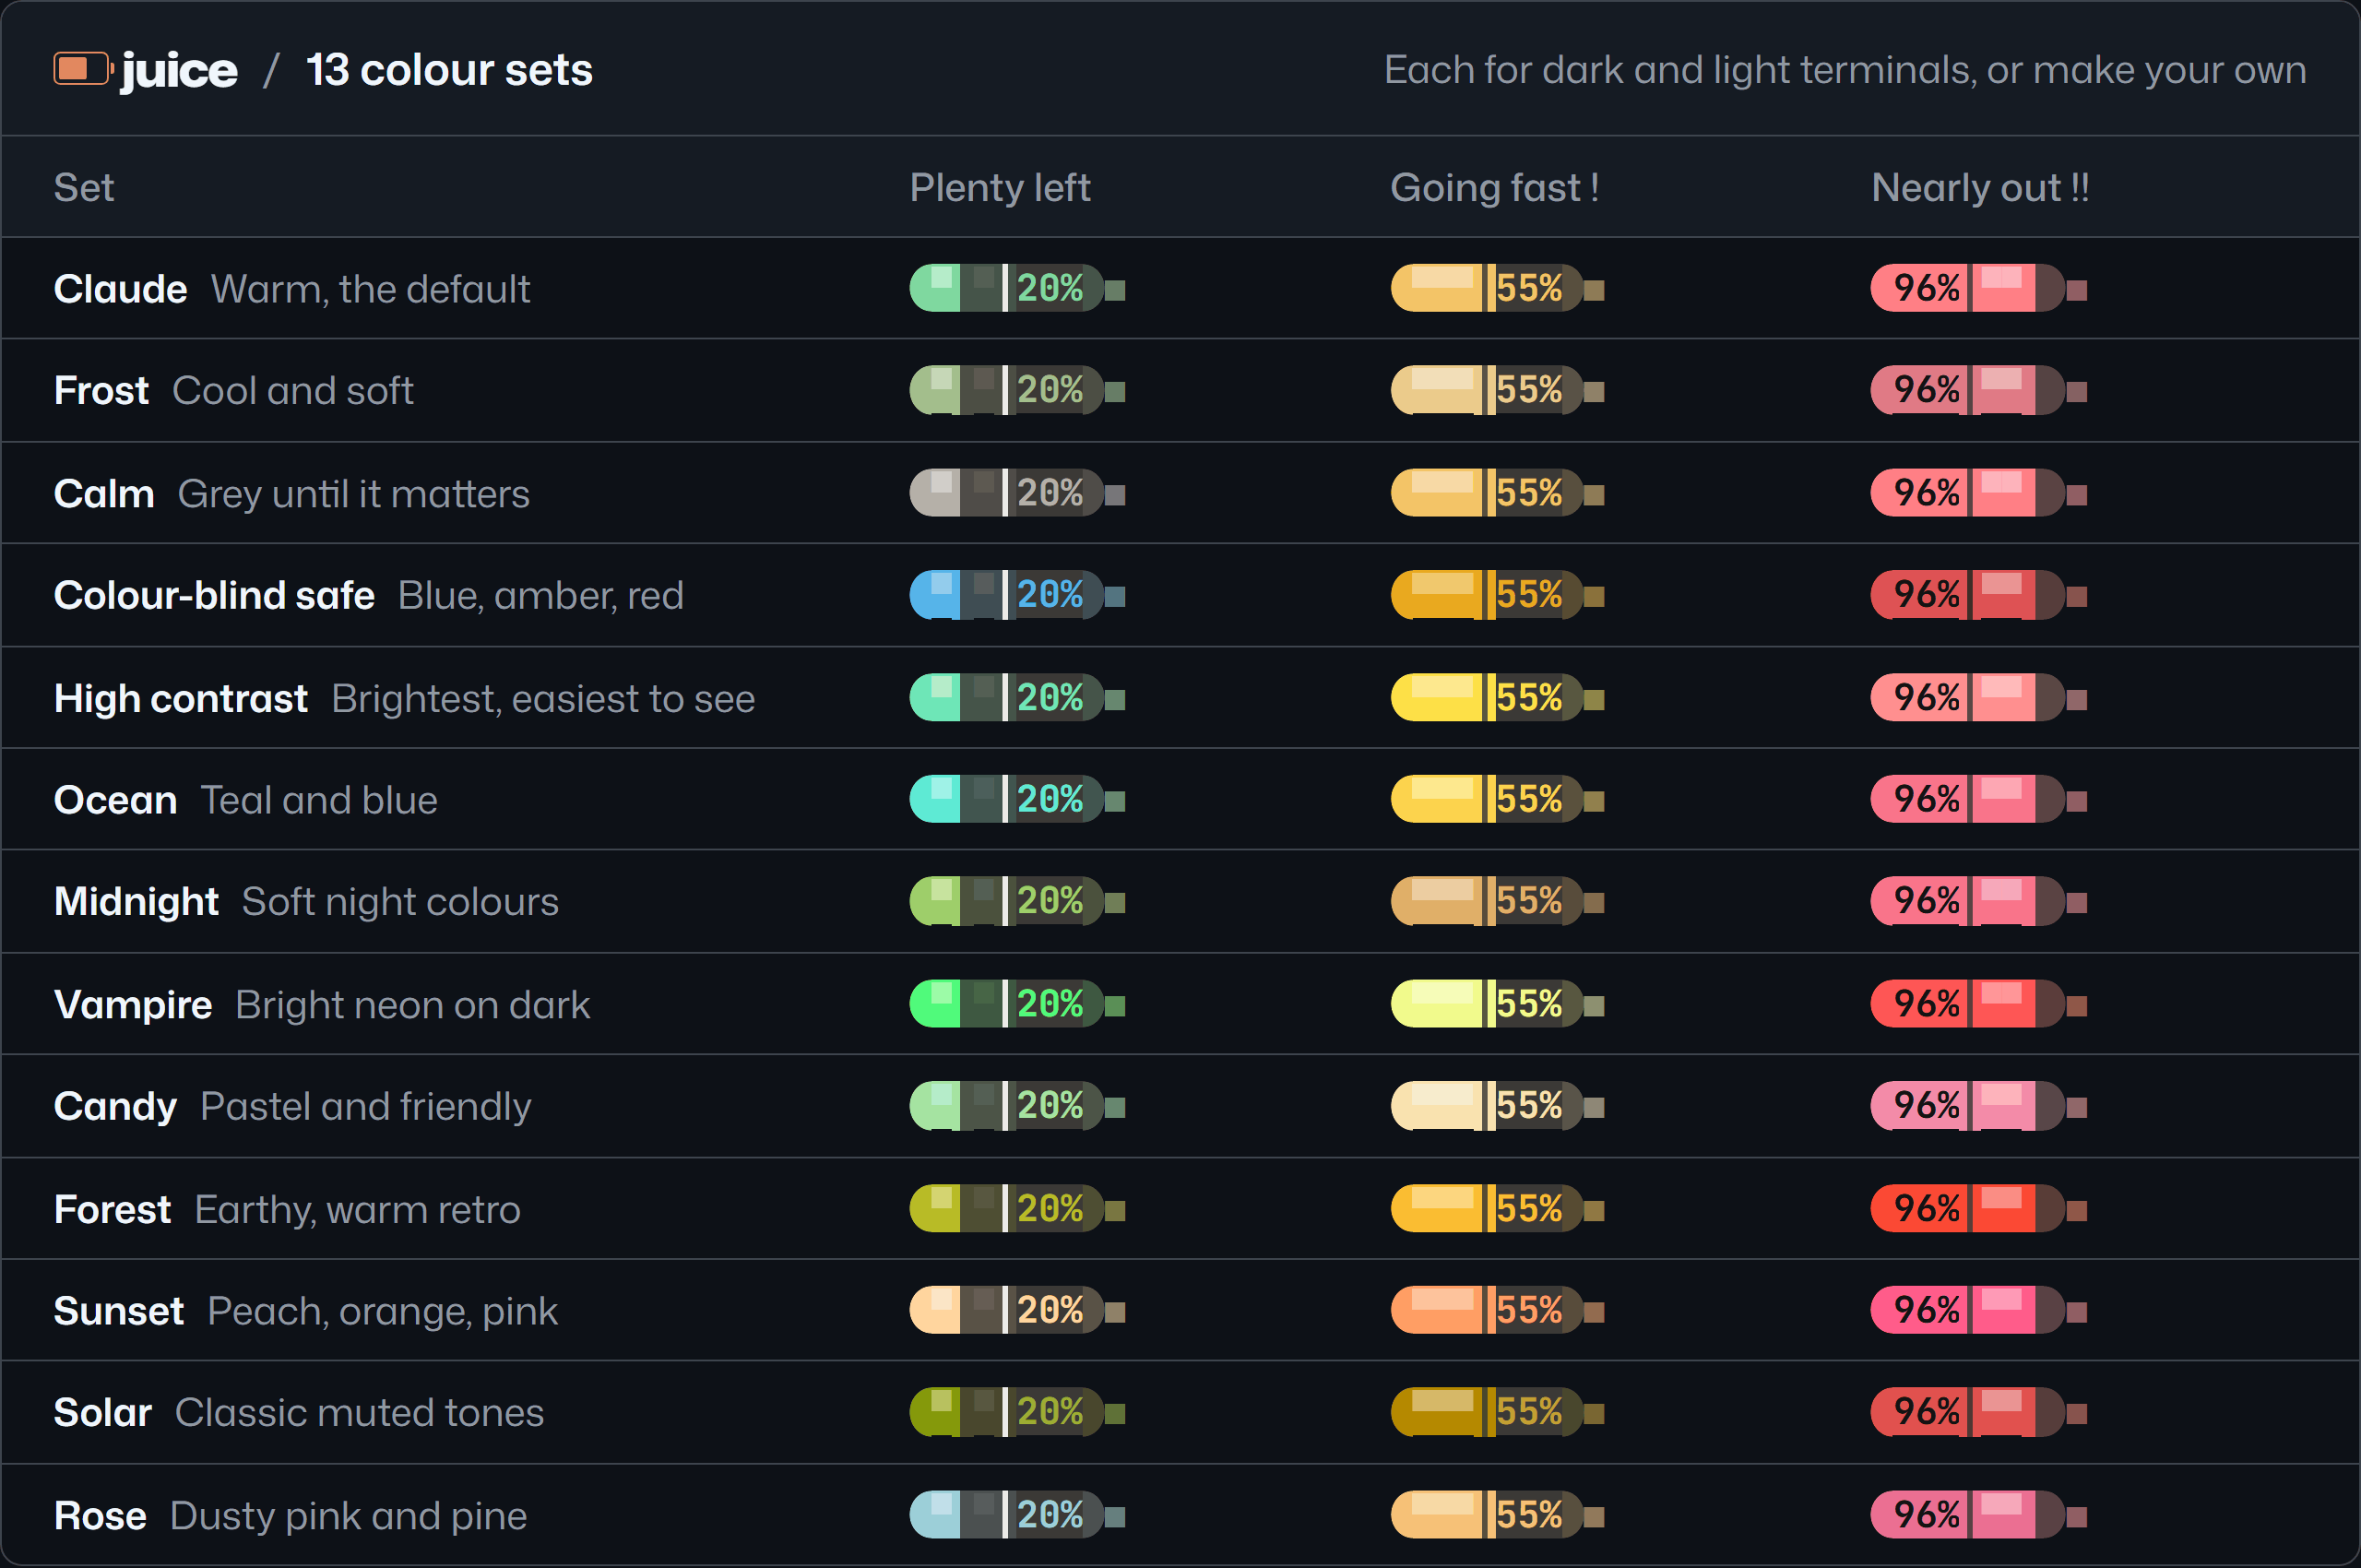 juice / 13 colour sets Each for dark and light terminals, or make your own
Set Plenty left Going fast ! Nearly out !!
Claude Warm, the default 20% 55% 96%
Frost Cool and soft 20% 55% 96%
Calm Grey until it matters 20% 55% 96%
Colour-blind safe Blue, amber, red 20% 55% 96%
High contrast Brightest, easiest to see 20% 55% 96%
Ocean Teal and blue 20% 55% 96%
Midnight Soft night colours 20% 55% 96%
Vampire Bright neon on dark 20% 55% 96%
Candy Pastel and friendly 20% 55% 96%
Forest Earthy, warm retro 20% 55% 96%
Sunset Peach, orange, pink 20% 55% 96%
Solar Classic muted tones 20% 55% 96%
Rose Dusty pink and pine 20% 55% 96%